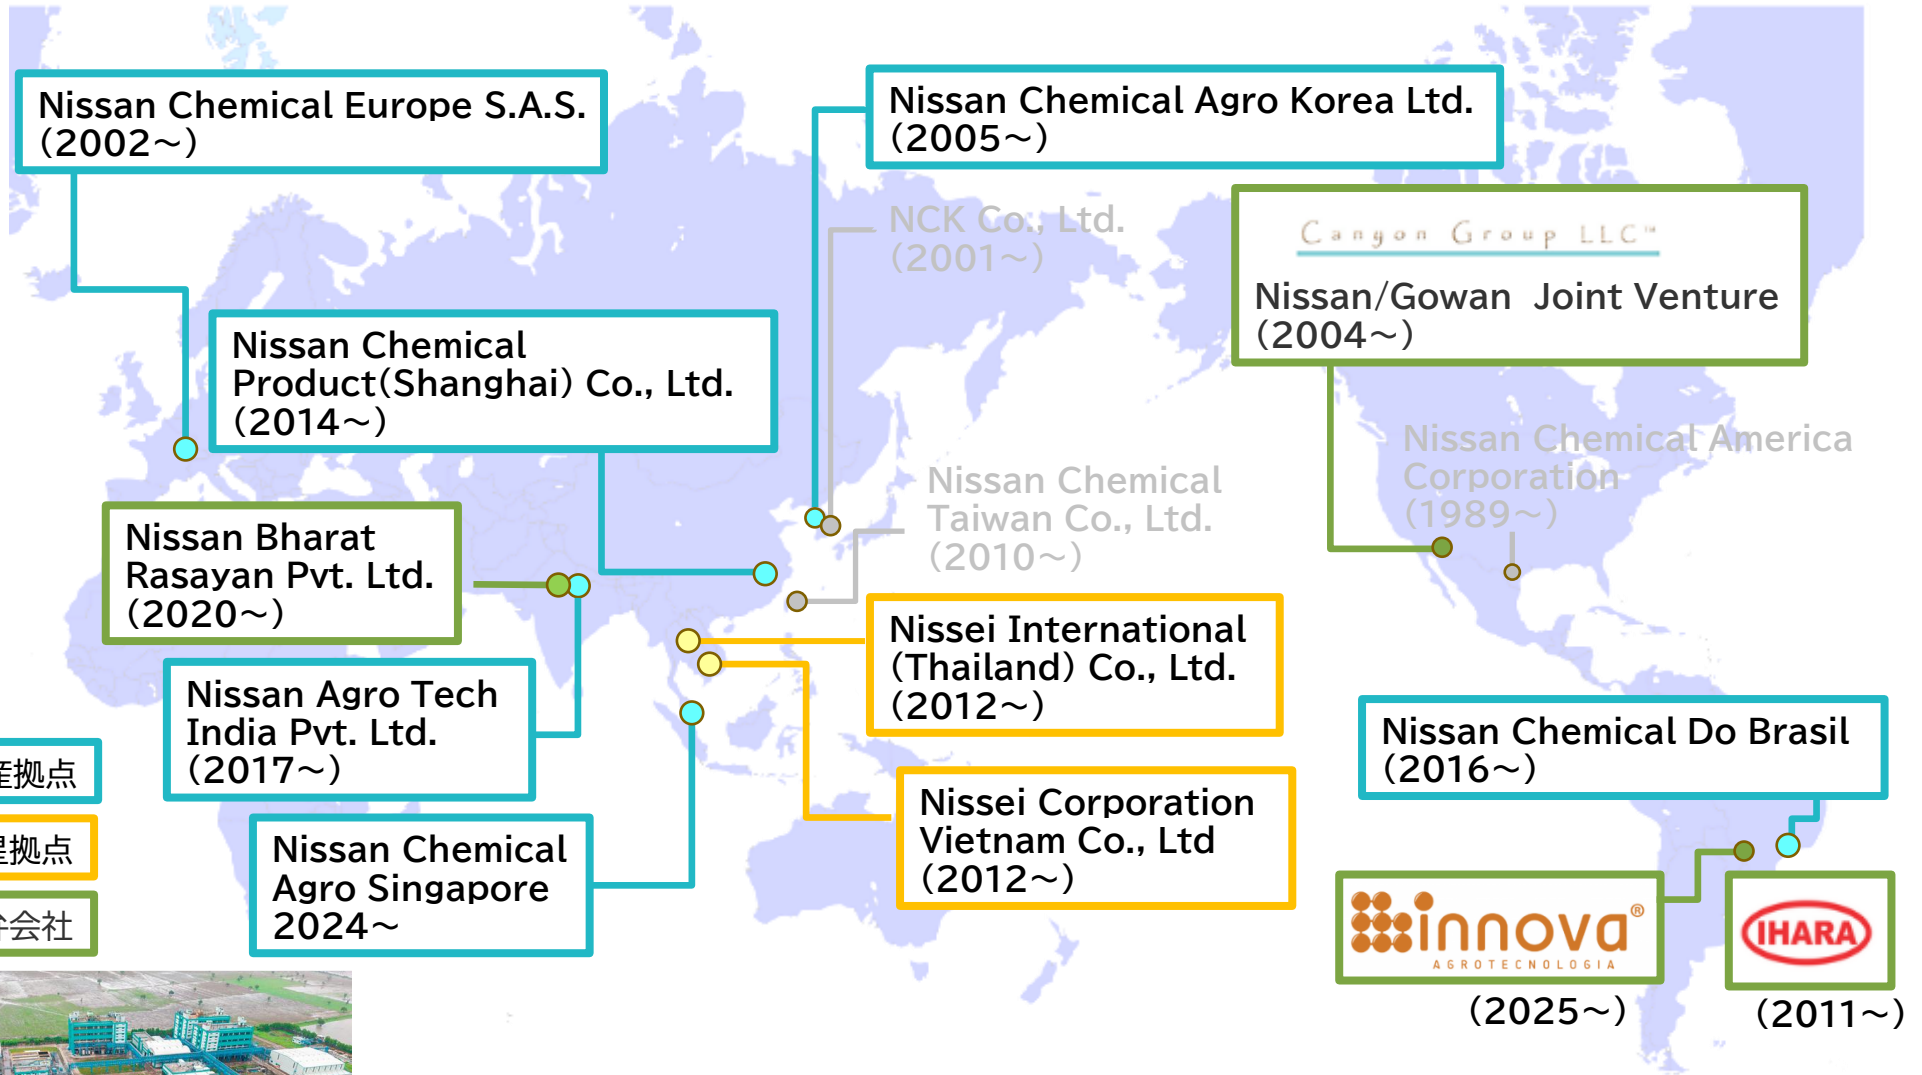 Nissan Chemical Europe S.A.S.
(2002～)
Nissan Chemical Agro Korea Ltd.
(2005～)
NCK Co., Ltd.
(2001～)
Canyon Group LLC™
Nissan/Gowan Joint Venture
(2004～)
Nissan Chemical
Product(Shanghai) Co., Ltd.
(2014～)
Nissan Chemical America
Corporation
(1989～)
Nissan Chemical
Taiwan Co., Ltd.
(2010～)
Nissan Bharat
Rasayan Pvt. Ltd.
(2020～)
Nissei International
(Thailand) Co., Ltd.
(2012～)
Nissan Agro Tech
India Pvt. Ltd.
(2017～)
Nissan Chemical Do Brasil
(2016～)
Nissei Corporation
Vietnam Co., Ltd
(2012～)
Nissan Chemical
Agro Singapore
2024～
産拠点
星拠点
弁会社
innova®
AGROTECNOLOGIA
(2025～)
IHARA
(2011～)